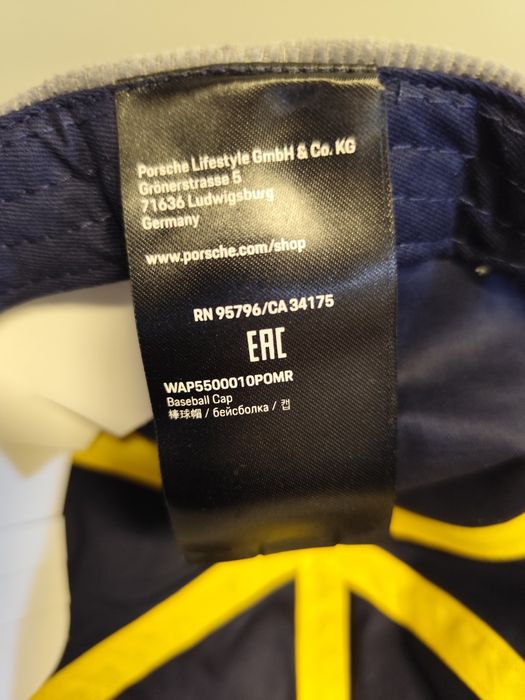 Porsche Lifestyle GmbH & Co. KG
Grönerstrasse 5
71636 Ludwigsburg
Germany
www.porsche.com/shop
RN 95796/CA 34175
EAC
WAP5500010P0MR
Baseball Cap
棒球帽 / бейсболка / 캡